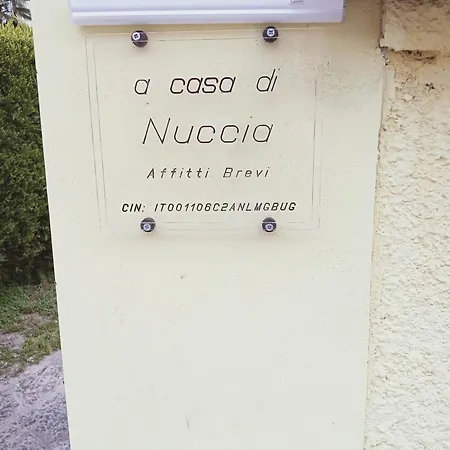 a casa di
Nuccia
Affitti Brevi
CIN: IT001106C2ANLMGBUG